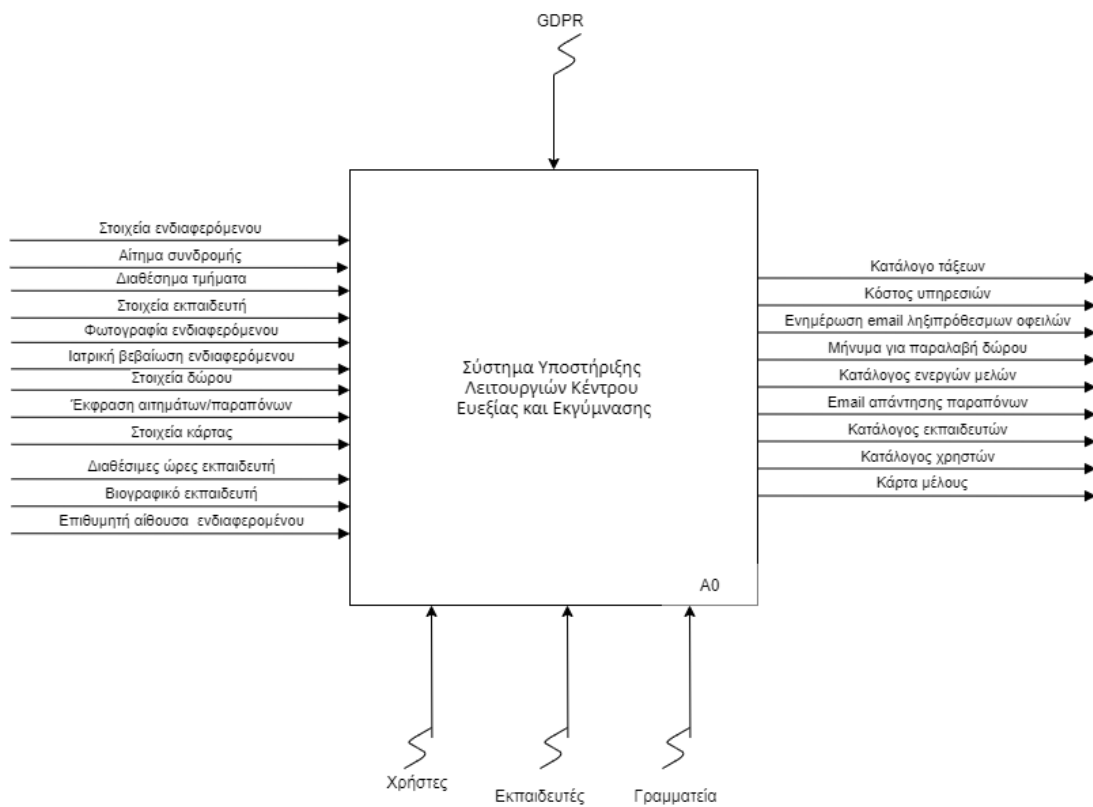 GDPR
Στοιχεία ενδιαφερόμενου
Αίτημα συνδρομής
Διαθέσημα τμήματα
Στοιχεία εκπαιδευτή
Φωτογραφία ενδιαφερόμενου
Ιατρική βεβαίωση ενδιαφερόμενου
Στοιχεία δώρου
Έκφραση αιτημάτων/παραπόνων
Στοιχεία κάρτας
Διαθέσιμες ώρες εκπαιδευτή
Βιογραφικό εκπαιδευτή
Επιθυμητή αίθουσα ενδιαφερομένου
Σύστημα Υποστήριξης
Λειτουργιών Κέντρου
Ευεξίας και Εκγύμνασης
A0
Κατάλογο τάξεων
Κόστος υπηρεσιών
Ενημέρωση email ληξιπρόθεσμων οφειλών
Μήνυμα για παραλαβή δώρου
Κατάλογος ενεργών μελών
Email απάντησης παραπόνων
Κατάλογος εκπαιδευτών
Κατάλογος χρηστών
Κάρτα μέλους
Χρήστες
Εκπαιδευτές
Γραμματεία